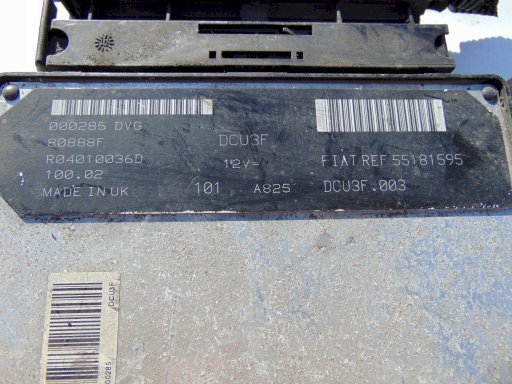 000285 DVG
80888F
R04010036D
100.02
MADE IN UK
DCU3F
12V=
101 A825
FIAT REF 55181595
DCU3F.003
DCU3F
00285